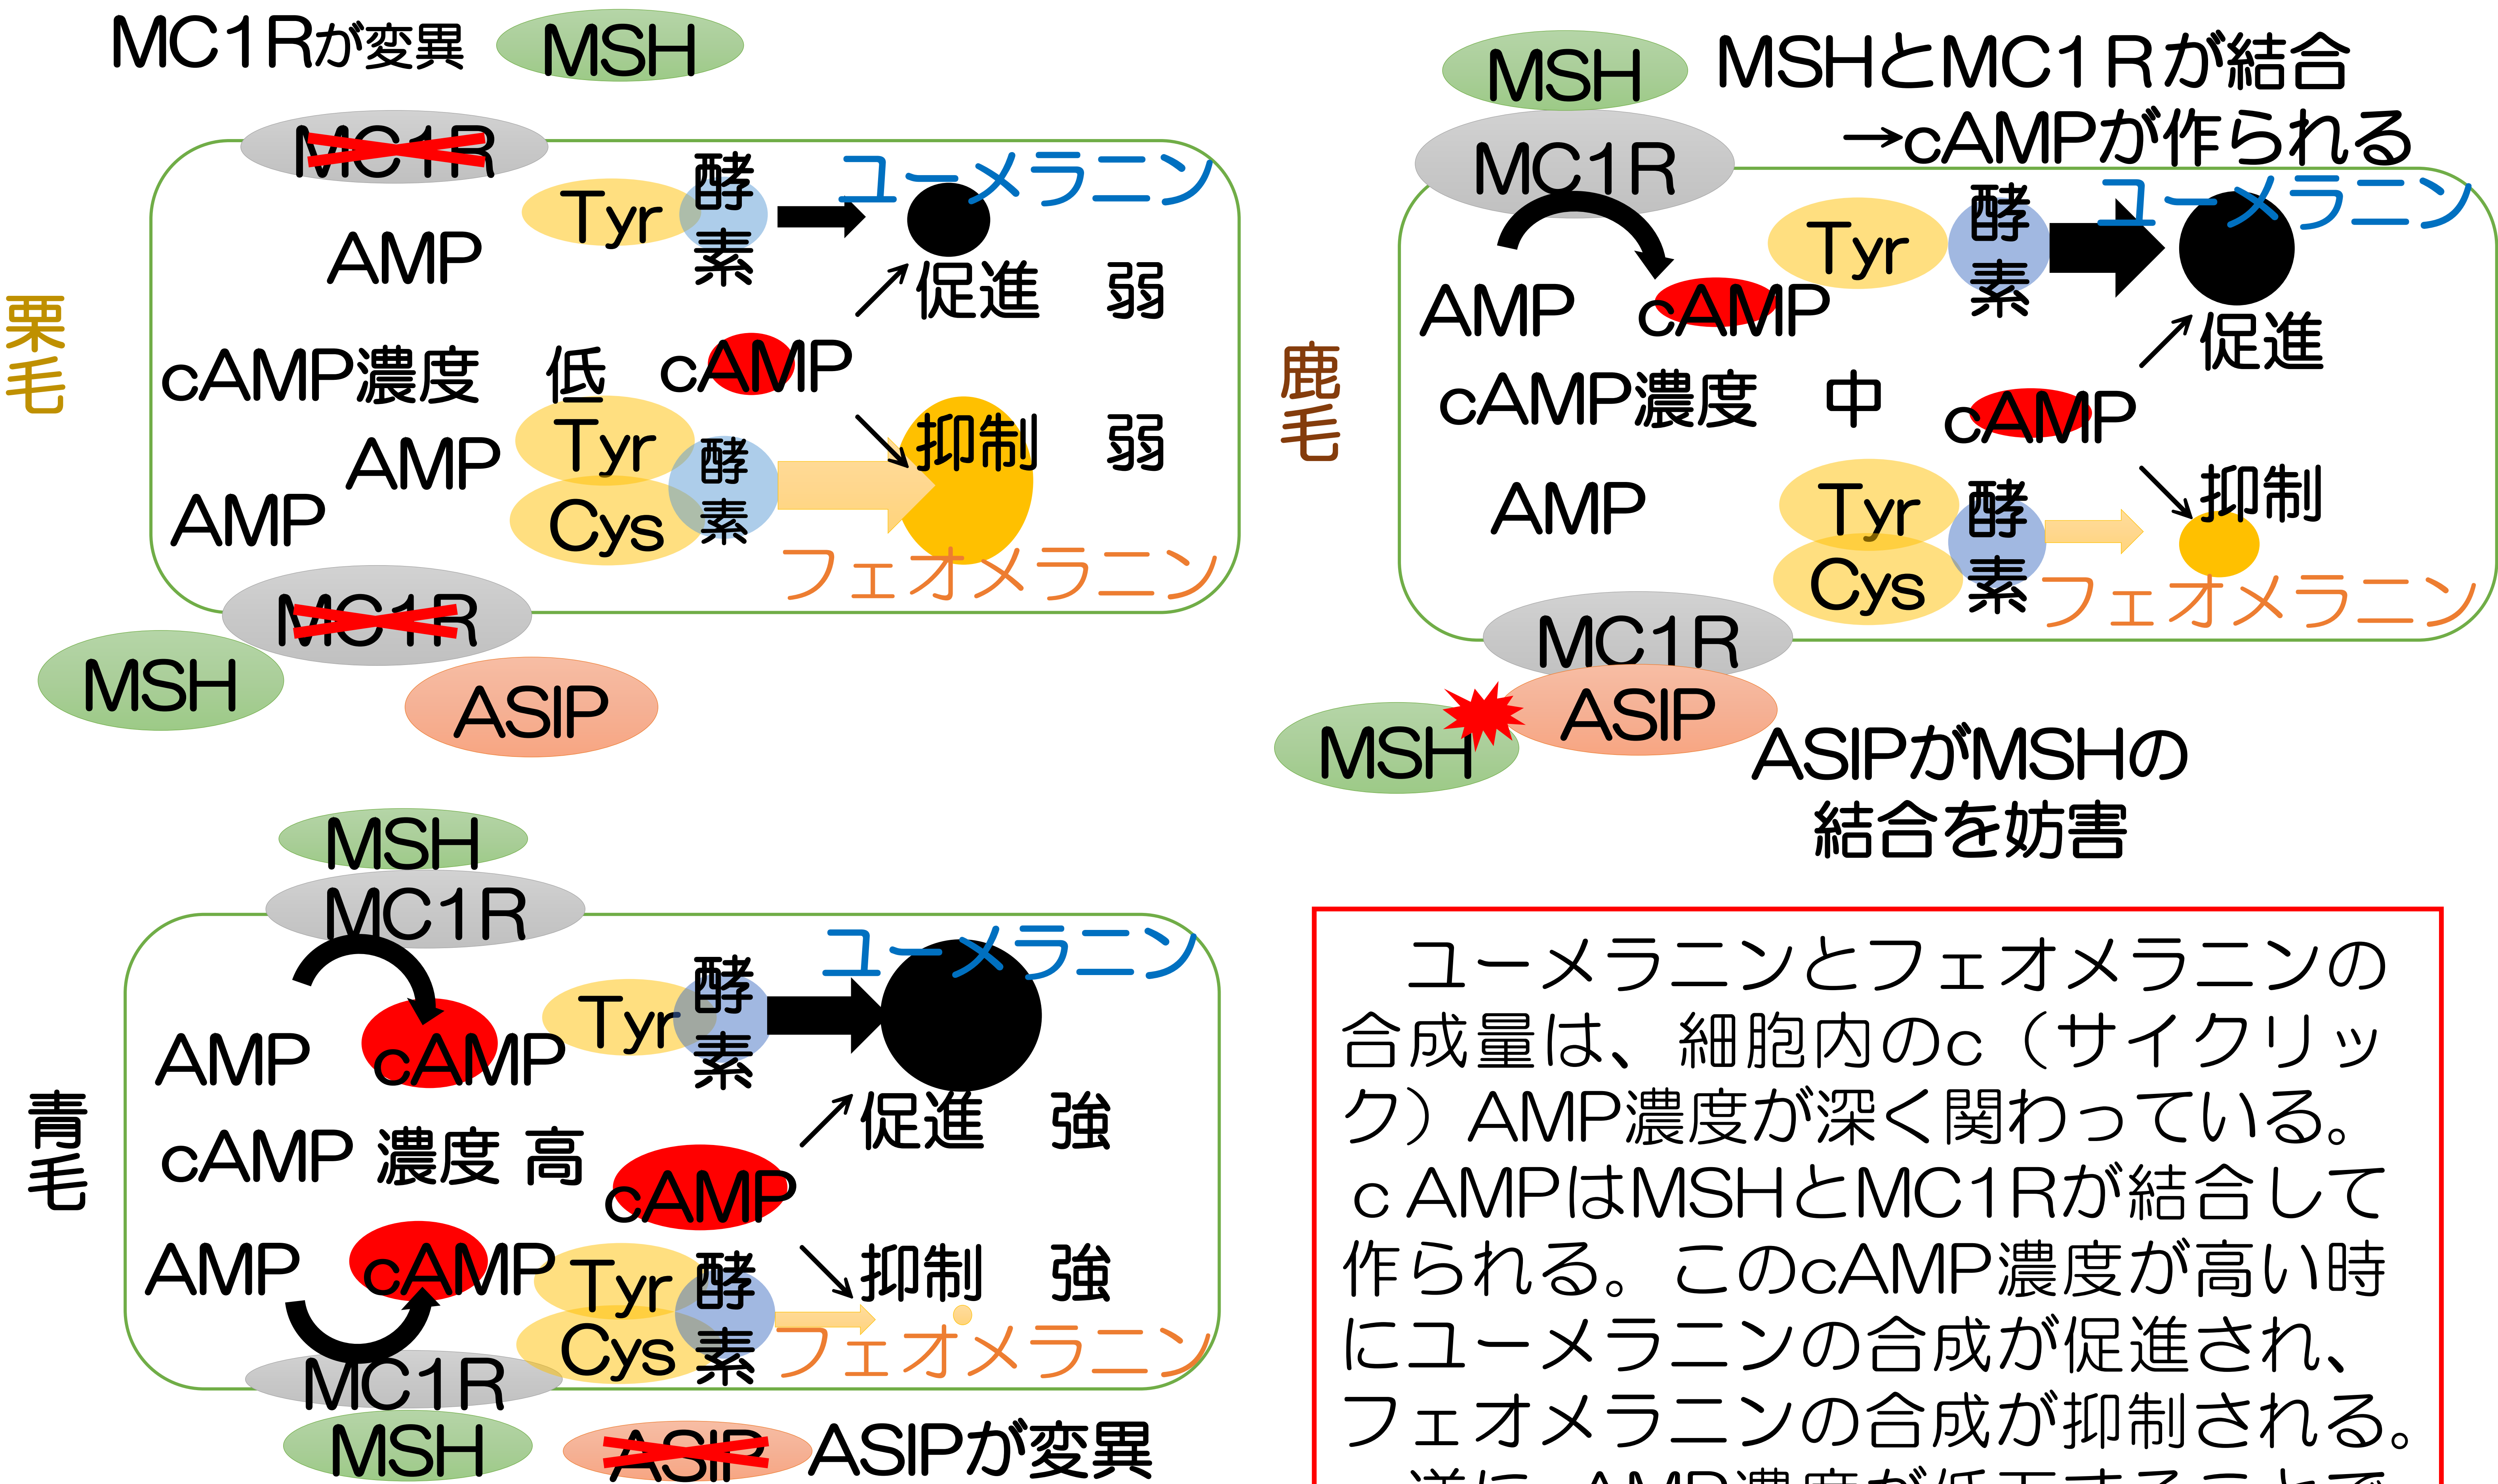 MC1Rが変異
MSH
MC1R
Tyr
酵素
ユーメラニン
AMP
↗促進　弱
栗毛
cAMP濃度　低
cAMP
↘抑制　弱
AMP
Tyr
Cys
酵素
AMP
フェオメラニン
MC1R
MSH
ASIP
MSH
MSHとMC1Rが結合
→cAMPが作られる
MC1R
Tyr
酵素
ユーメラニン
AMP
cAMP
↗促進
鹿毛
cAMP濃度　中
cAMP
↘抑制
AMP
Tyr
Cys
酵素
フェオメラニン
MC1R
ASIP
MSH
ASIPがMSHの
結合を妨害
MSH
MC1R
Tyr
酵素
ユーメラニン
AMP
cAMP
↗促進　強
青毛
cAMP 濃度 高
cAMP
AMP
cAMP
↘抑制　強
Tyr
Cys
酵素
フェオメラニン
MC1R
MSH
ASIP
ASIPが変異
ユーメラニンとフェオメラニンの
合成量は、細胞内のc（サイクリッ
ク）AMP濃度が深く関わっている。
c AMPはMSHとMC1Rが結合して
作られる。このcAMP濃度が高い時
にユーメラニンの合成が促進され、
フェオメラニンの合成が抑制される。